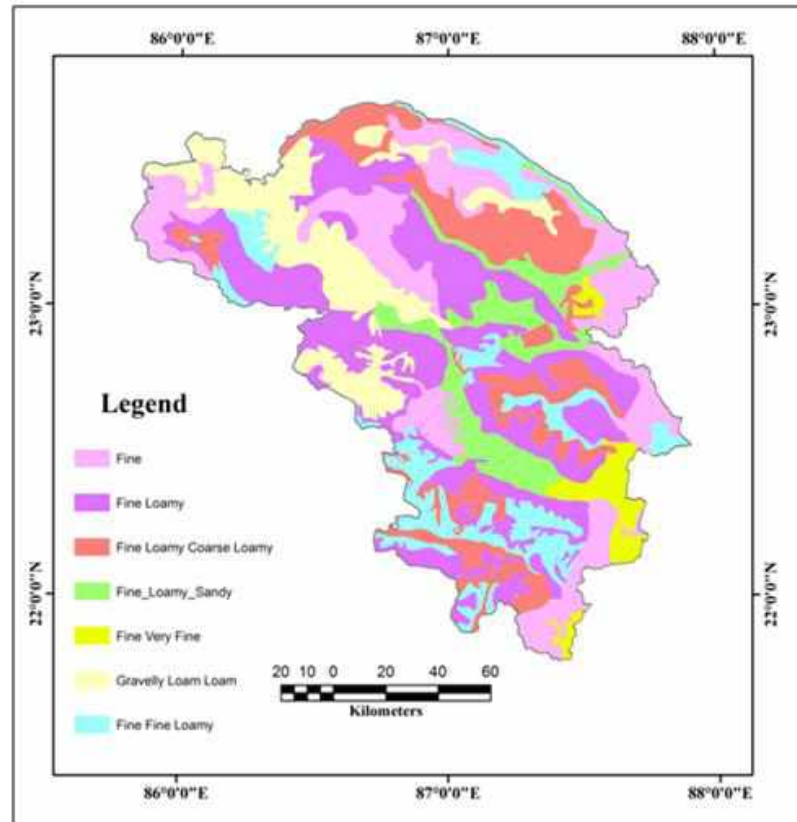 86°0'0"E 87°0'0"E 88°0'0"E
23°0'0"N 23°0'0"N
Legend
Fine
Fine Loamy
Fine Loamy Coarse Loamy
Fine_Loamy_Sandy
Fine Very Fine
Gravelly Loam Loam
Fine Fine Loamy
22°0'0"N 22°0'0"N
20 10 0 20 40 60
Kilometers
86°0'0"E 87°0'0"E 88°0'0"E